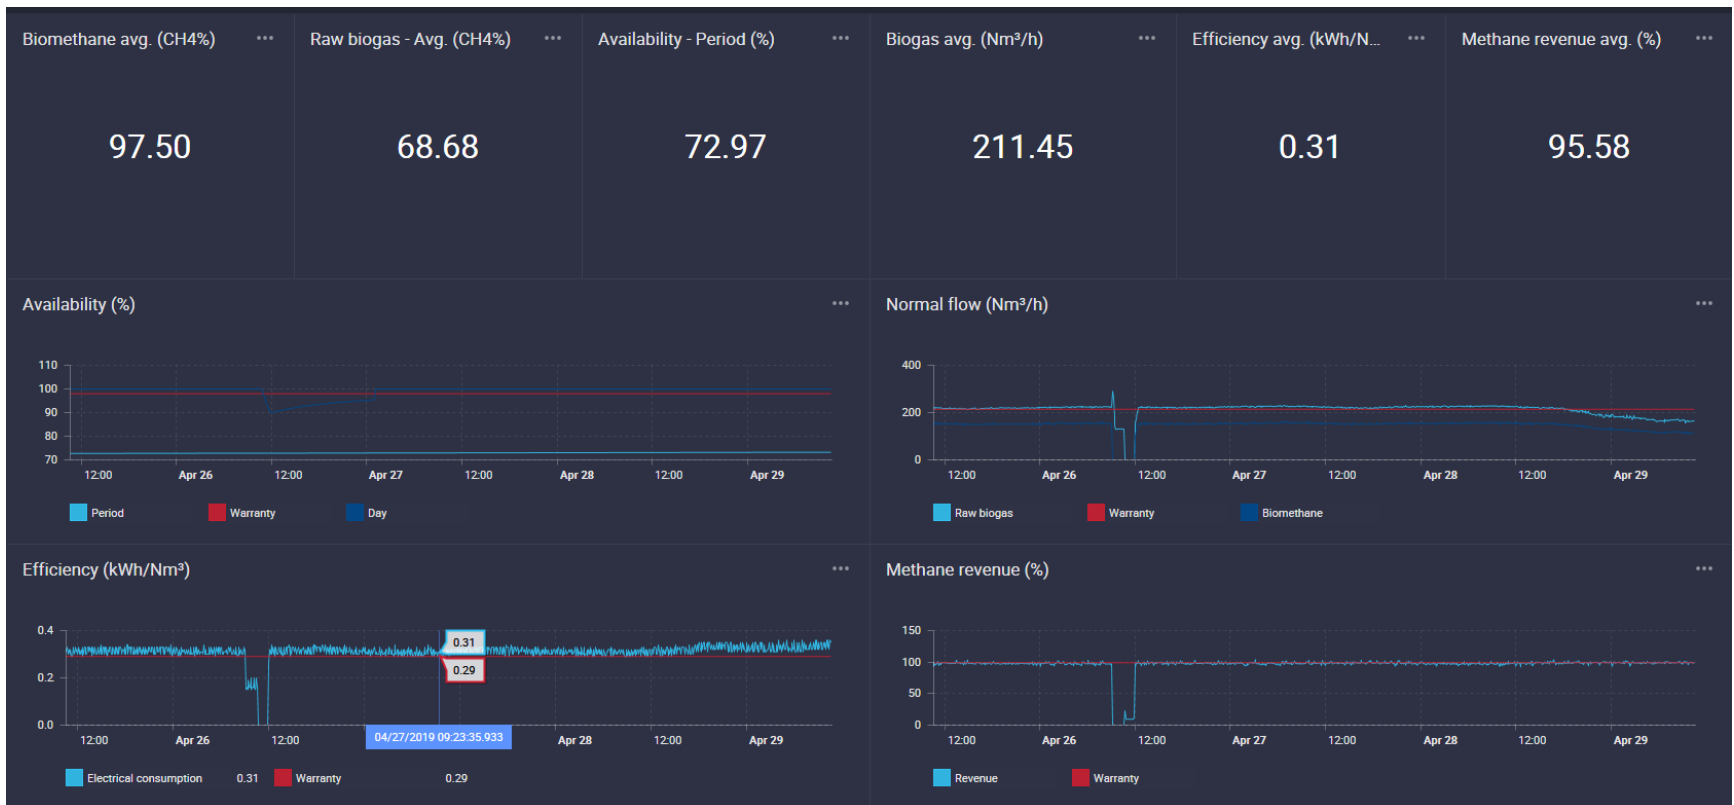 Biomethane avg. (CH4%)
Raw biogas - Avg. (CH4%)
Availability - Period (%)
Biogas avg. (Nm³/h)
Efficiency avg. (kWh/N...
Methane revenue avg. (%)
97.50
68.68
72.97
211.45
0.31
95.58
Availability (%)
110
100
90
80
70
12:00 Apr 26 12:00 Apr 27 12:00 Apr 28 12:00 Apr 29
Period Warranty Day
Normal flow (Nm³/h)
400
200
0
12:00 Apr 26 12:00 Apr 27 12:00 Apr 28 12:00 Apr 29
Raw biogas Warranty Biomethane
Efficiency (kWh/Nm³)
0.4
0.2
0.0
0.31
0.29
12:00 Apr 26 12:00 04/27/2019 09:23:35.933 Apr 28 12:00 Apr 29
Electrical consumption 0.31 Warranty 0.29
Methane revenue (%)
150
100
50
0
12:00 Apr 26 12:00 Apr 27 12:00 Apr 28 12:00 Apr 29
Revenue Warranty